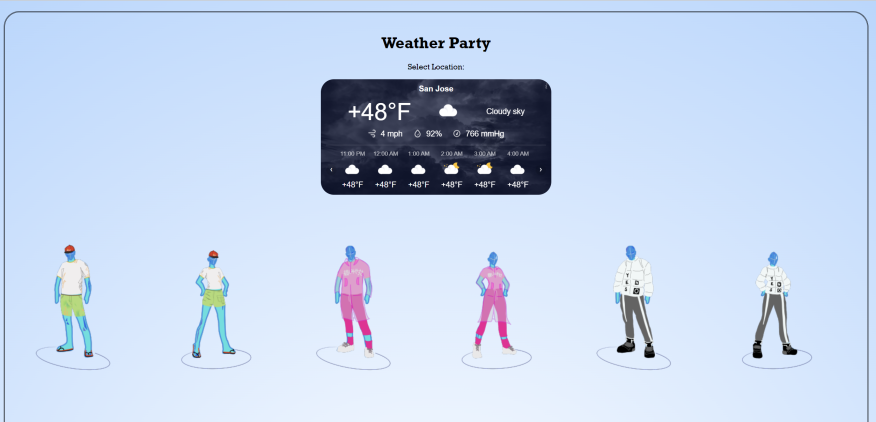 Weather Party
Select Location:
San Jose
+48°F Cloudy sky
4 mph 92% 766 mmHg
11:00 PM 12:00 AM 1:00 AM 2:00 AM 3:00 AM 4:00 AM
+48°F +48°F +48°F +48°F +48°F +48°F